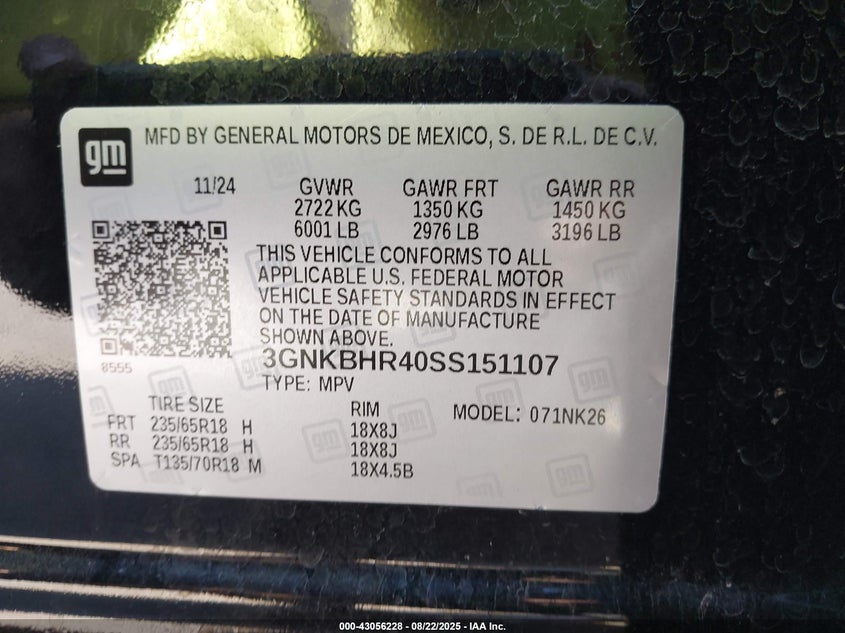 gm
MFD BY GENERAL MOTORS DE MEXICO, S. DE R.L. DE C.V.
11/24 GVWR GAWR FRT GAWR RR
2722 KG 1350 KG 1450 KG
6001 LB 2976 LB 3196 LB
THIS VEHICLE CONFORMS TO ALL
APPLICABLE U.S. FEDERAL MOTOR
VEHICLE SAFETY STANDARDS IN EFFECT
ON THE DATE OF MANUFACTURE
SHOWN ABOVE.
8555
3GNKBHR40SS151107
TYPE: MPV
TIRE SIZE RIM MODEL: 071NK26
FRT 235/65R18 H 18X8J
RR 235/65R18 H 18X8J
SPA T135/70R18 M 18X4.5B
000-43056228 - 08/22/2025 - IAA Inc.